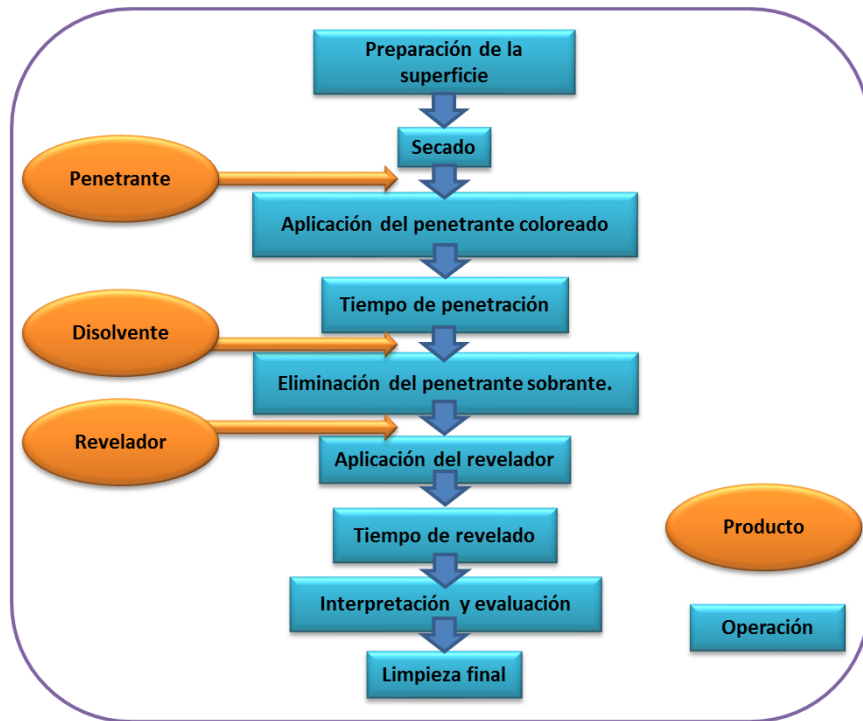 Preparación de la
superficie
Secado
Penetrante
Aplicación del penetrante coloreado
Tiempo de penetración
Disolvente
Eliminación del penetrante sobrante.
Revelador
Aplicación del revelador
Tiempo de revelado
Producto
Interpretación y evaluación
Operación
Limpieza final